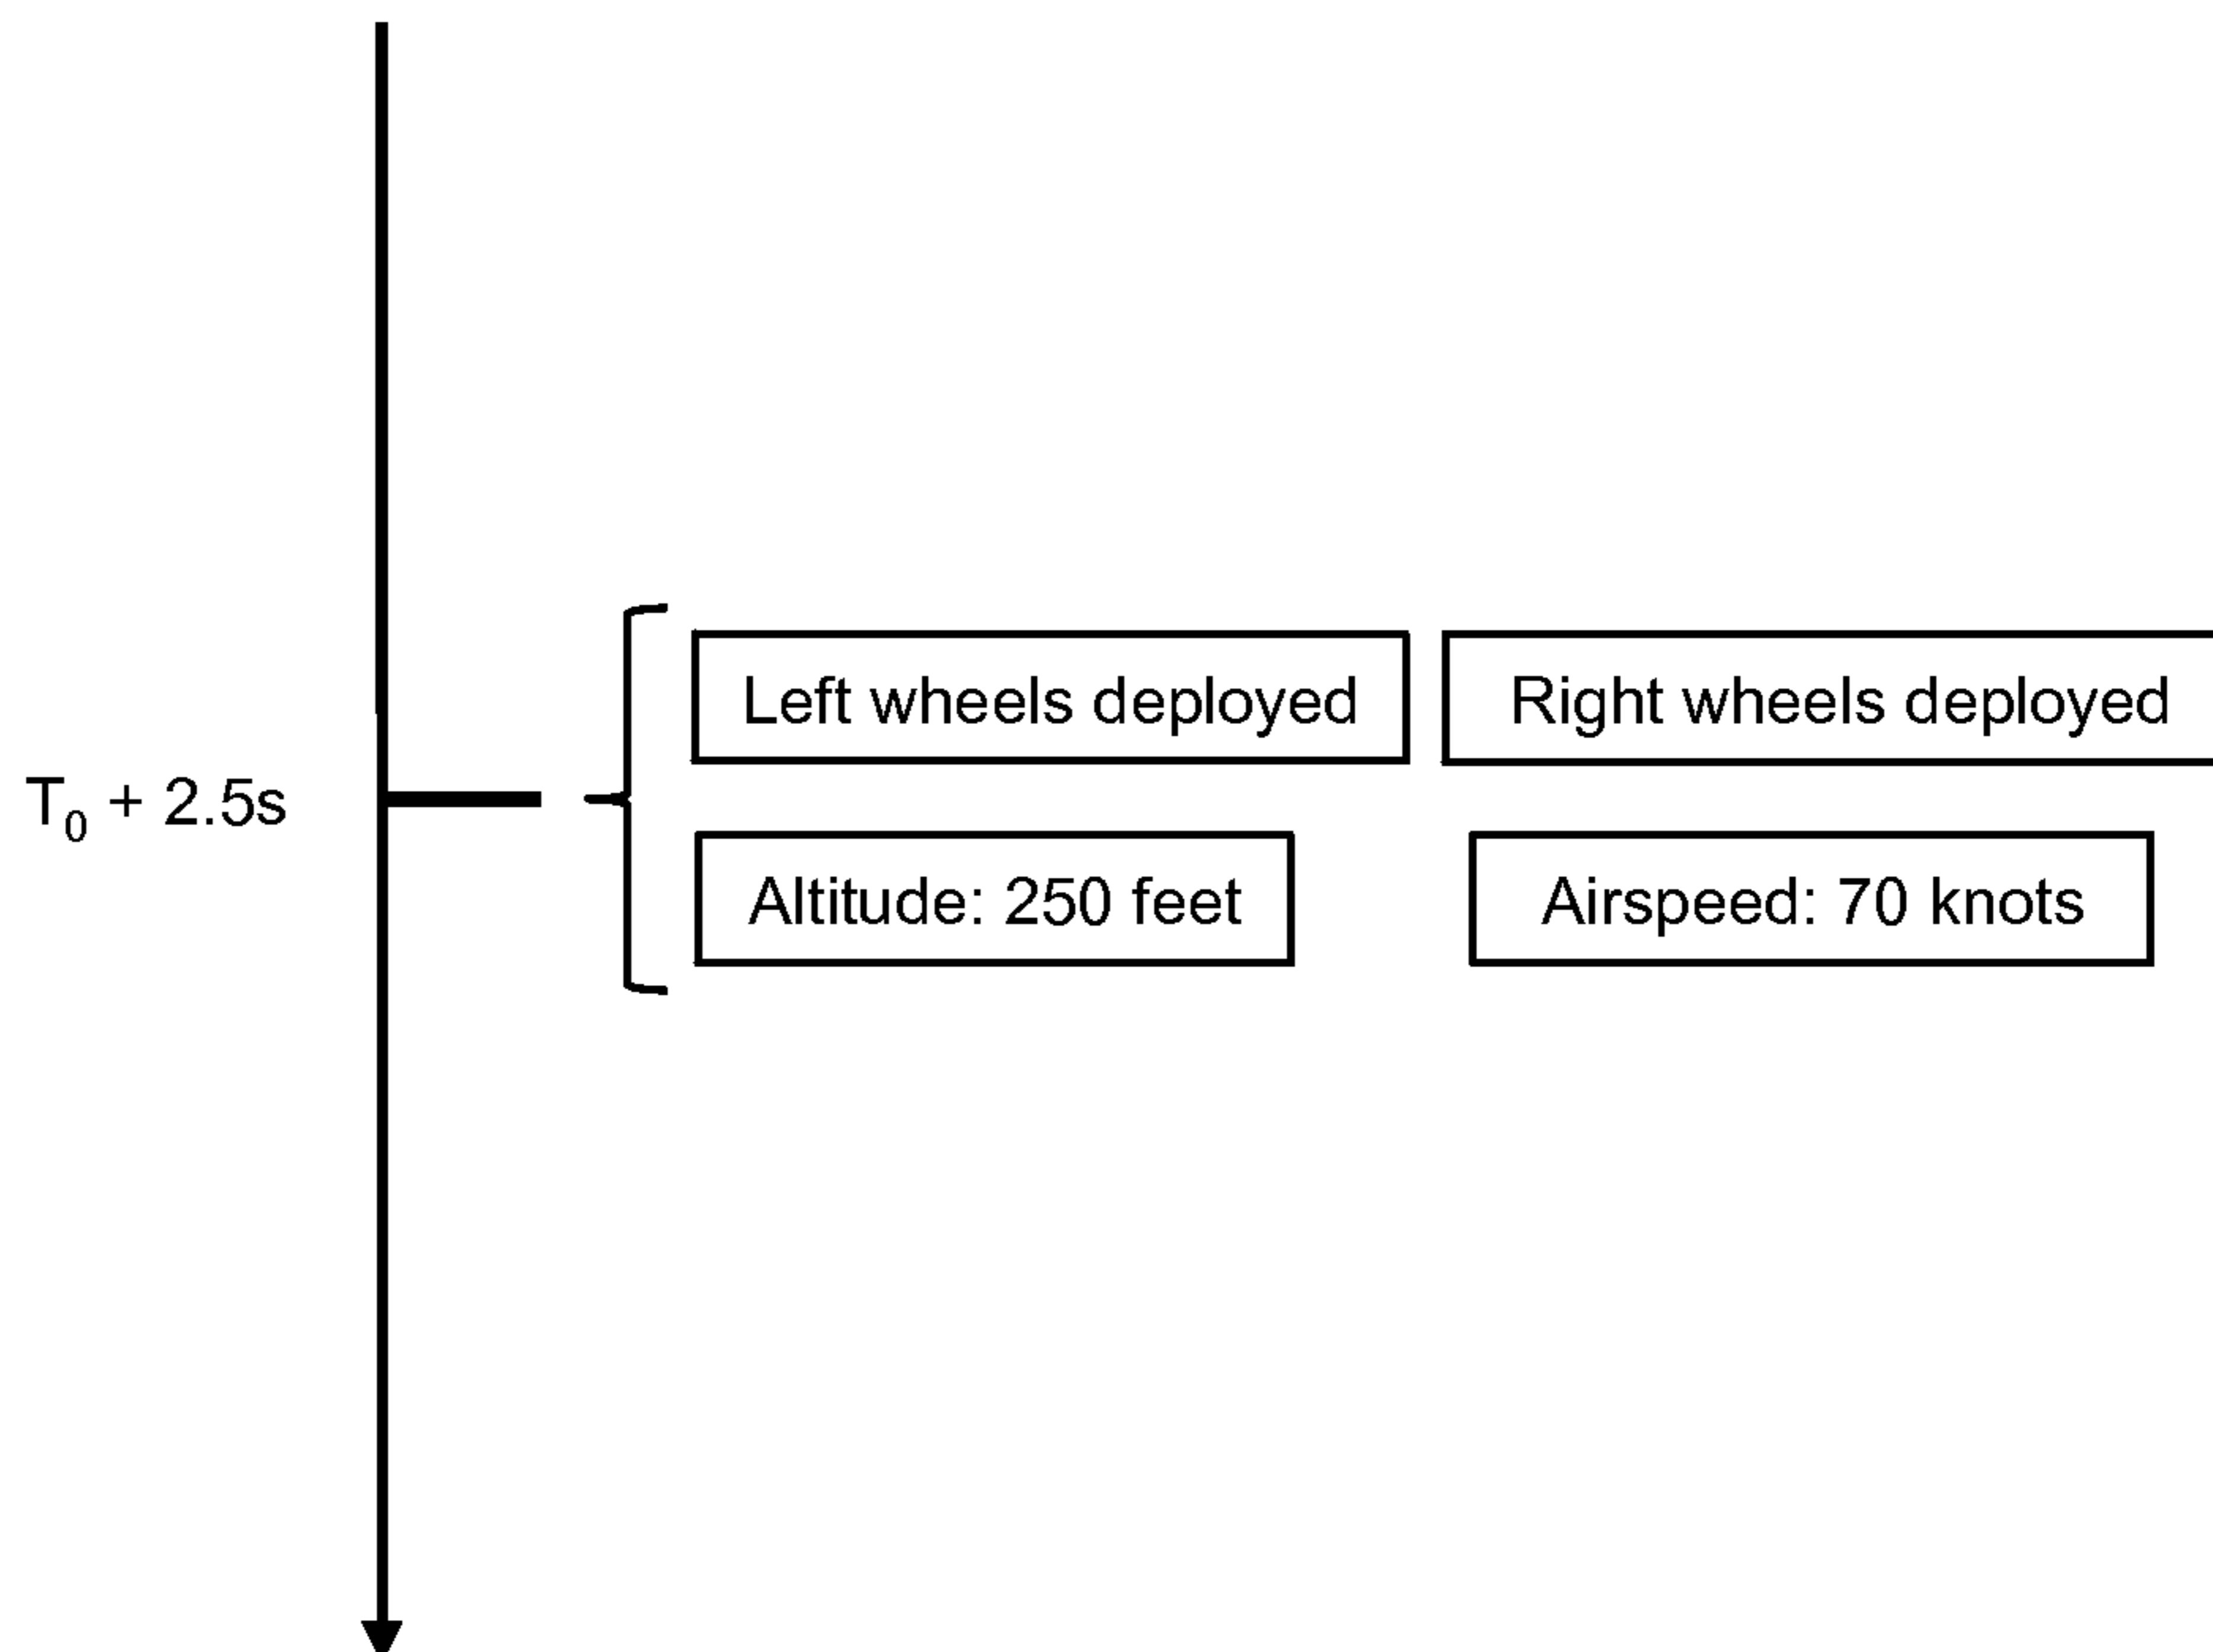 Left wheels deployed
Right wheels deployed
T₀ + 2.5s
Altitude: 250 feet
Airspeed: 70 knots